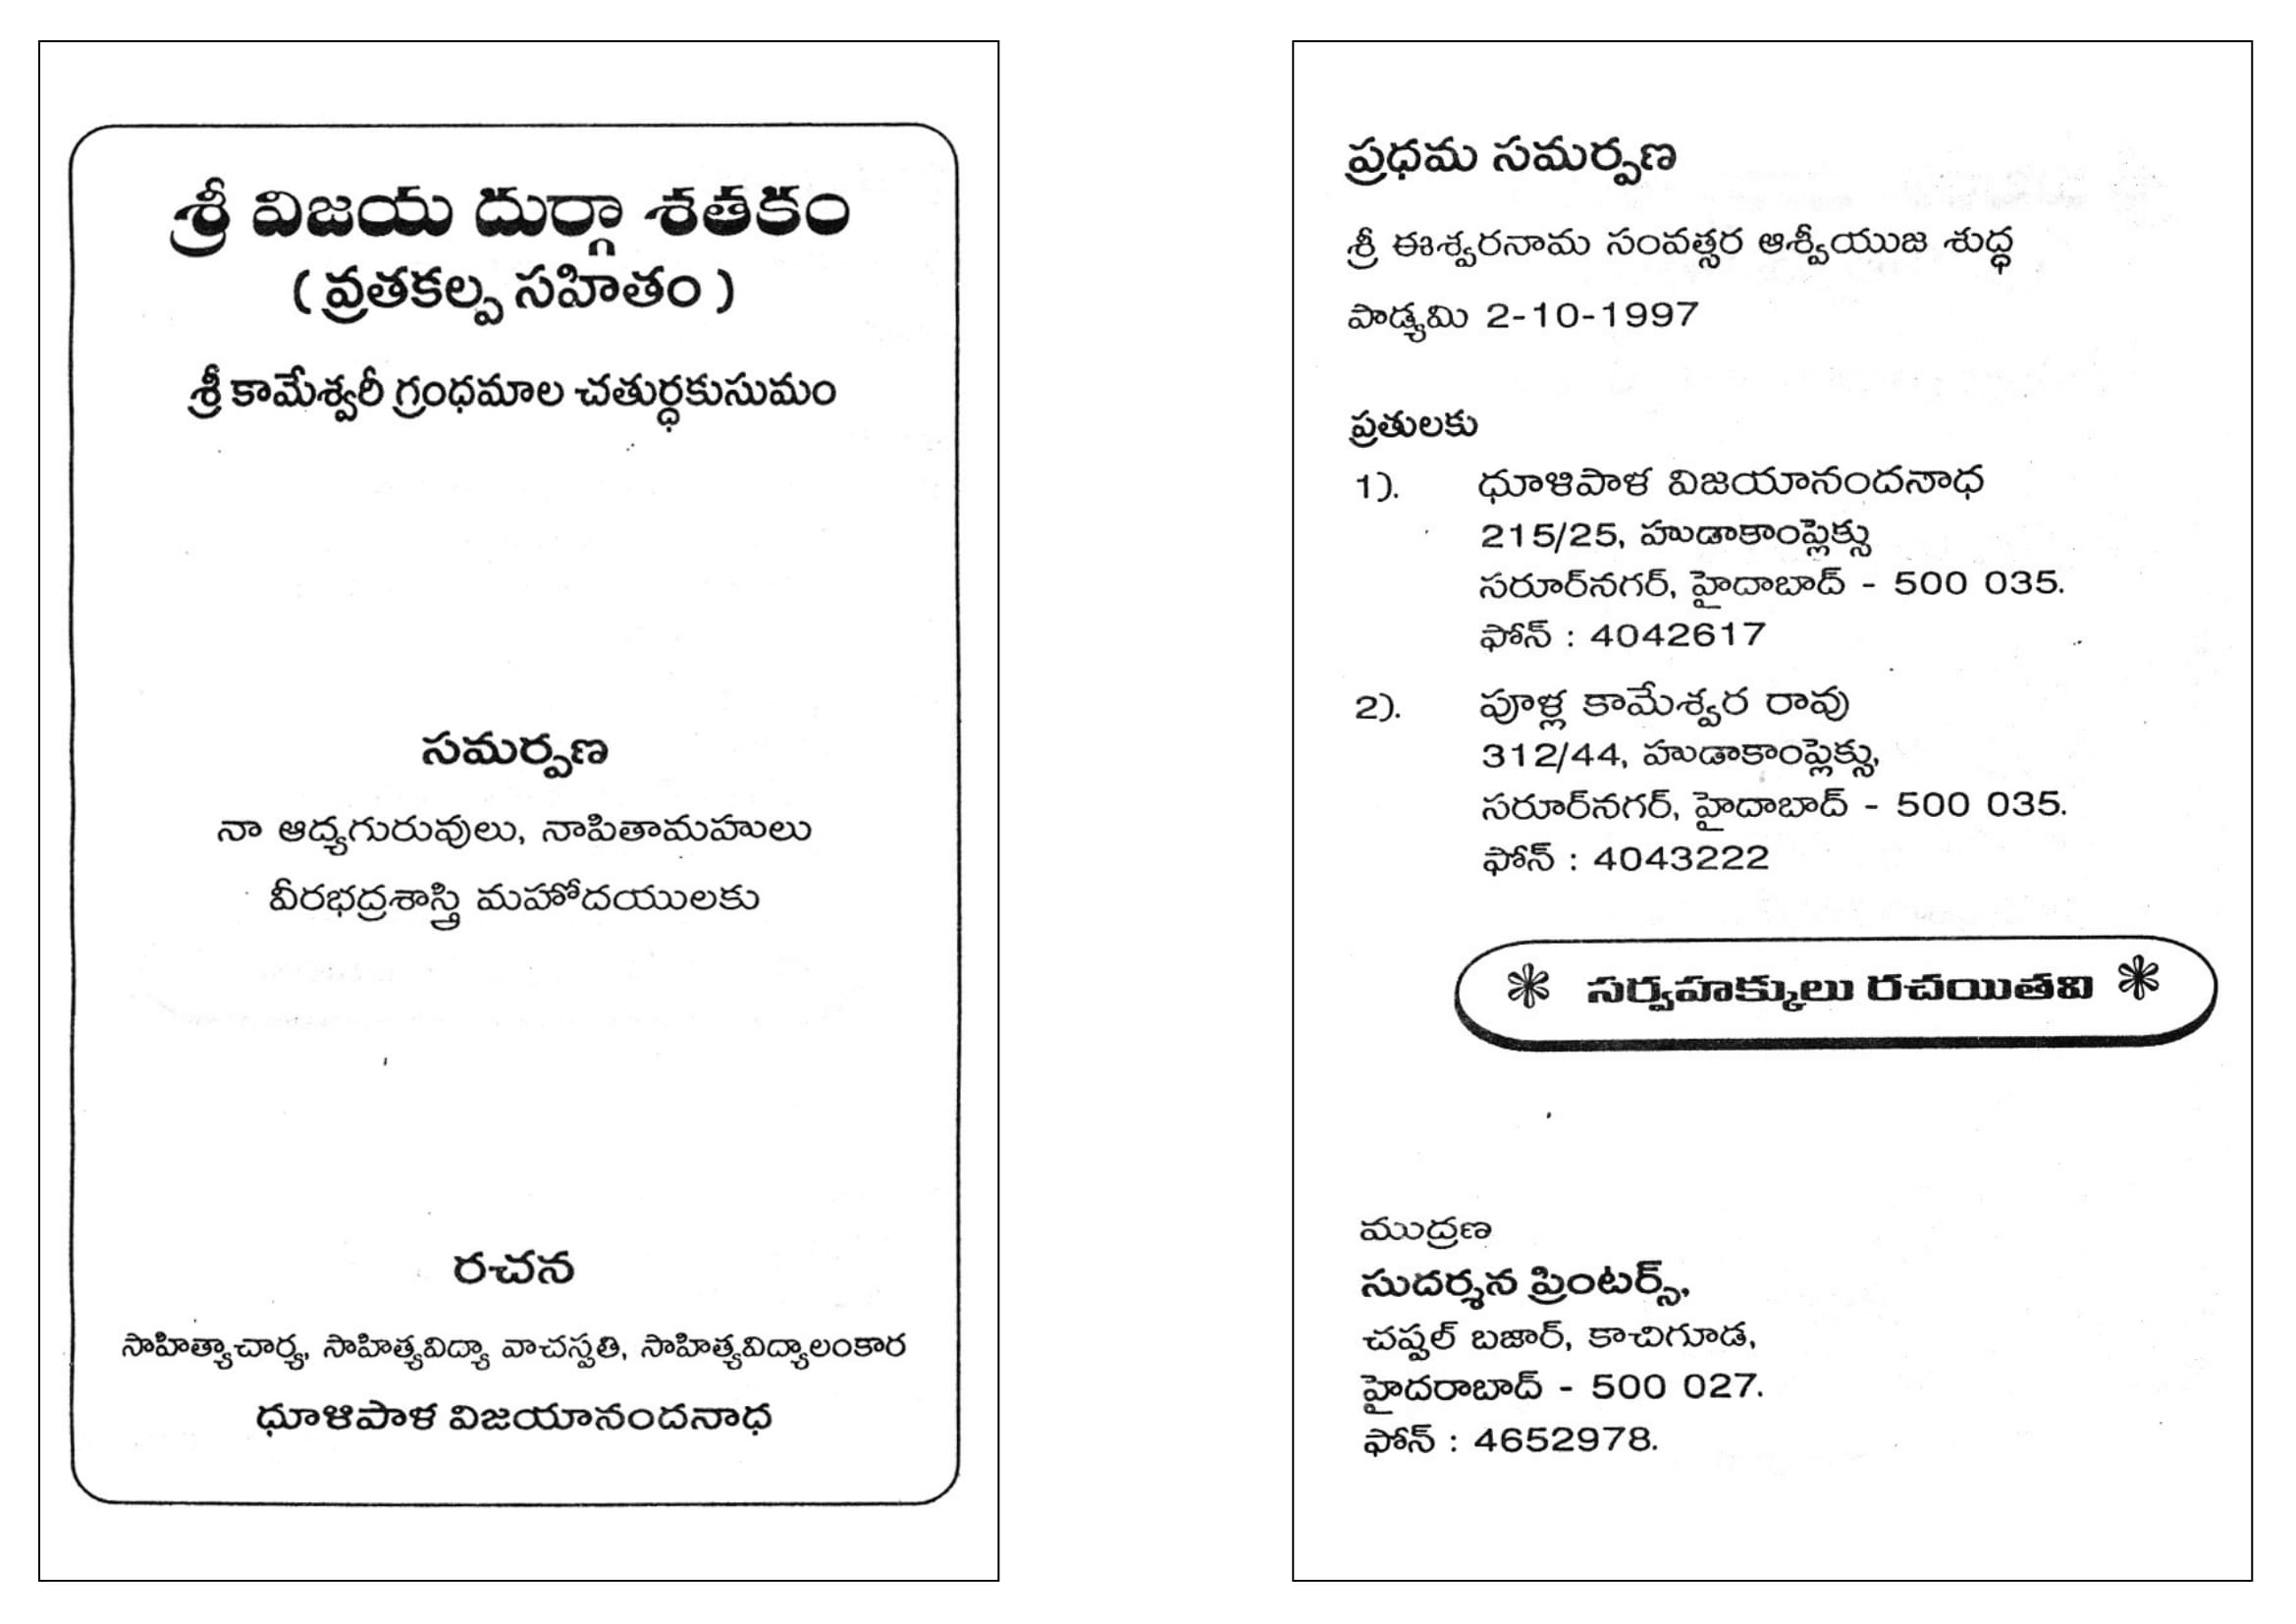 శ్రీ విజయ దుర్గా శతకం
( వ్రతకల్ప సహితం )
శ్రీ కామేశ్వరీ గ్రంధమాల చతుర్ధకుసుమం
సమర్పణ
నా ఆద్యగురువులు, నాపితామహులు
వీరభద్రశాస్త్రి మహోదయులకు
రచన
సాహిత్యాచార్య, సాహిత్యవిద్యా వాచస్పతి, సాహిత్యవిద్యాలంకార
ధూళిపాళ విజయానందనాధ
ప్రధమ సమర్పణ
శ్రీ ఈశ్వరనామ సంవత్సర ఆశ్వీయుజ శుద్ధ
పాడ్యమి 2-10-1997
ప్రతులకు
1). ధూళిపాళ విజయానందనాధ
215/25, హుడాకాంప్లెక్సు
సరూర్‌నగర్, హైదాబాద్ - 500 035.
ఫోన్ : 4042617
2). పూళ్ల కామేశ్వర రావు
312/44, హుడాకాంప్లెక్సు,
సరూర్‌నగర్, హైదాబాద్ - 500 035.
ఫోన్ : 4043222
సర్వహక్కులు రచయితవి
ముద్రణ
సుదర్శన ప్రింటర్స్,
చప్పల్ బజార్, కాచిగూడ,
హైదరాబాద్ - 500 027.
ఫోన్ : 4652978.